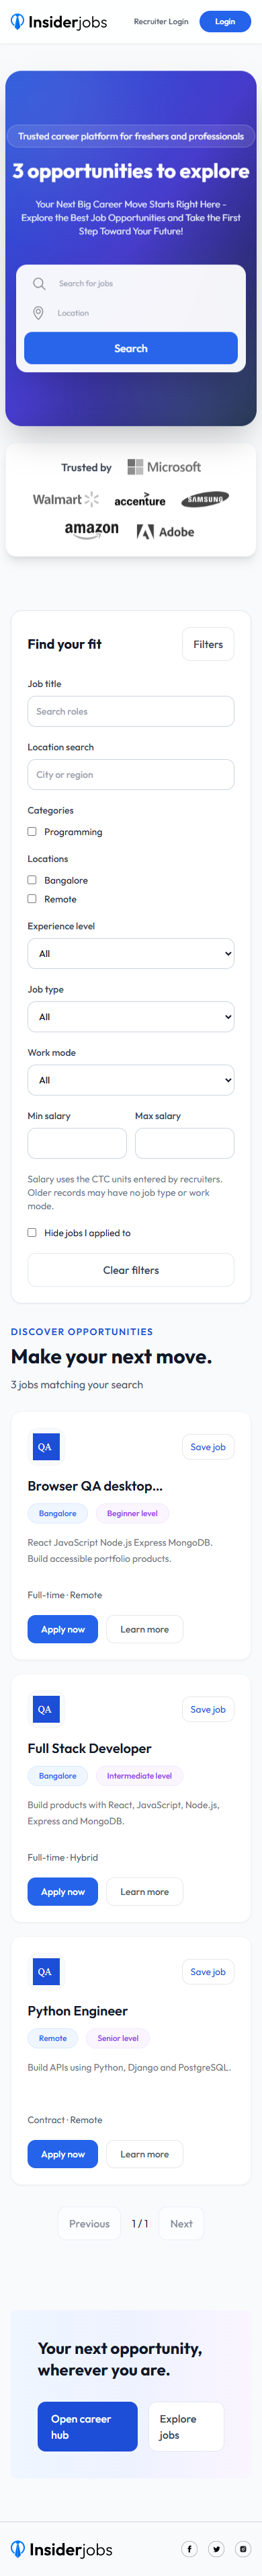 Insiderjobs
Recruiter Login
Login
Trusted career platform for freshers and professionals
3 opportunities to explore
Your Next Big Career Move Starts Right Here -
Explore the Best Job Opportunities and Take the First
Step Toward Your Future!
Search for jobs
Location
Search
Trusted by
Microsoft
Walmart
accenture
SAMSUNG
amazon
Adobe
Find your fit
Filters
Job title
Search roles
Location search
City or region
Categories
Programming
Locations
Bangalore
Remote
Experience level
All
Job type
All
Work mode
All
Min salary
Max salary
Salary uses the CTC units entered by recruiters.
Older records may have no job type or work
mode.
Hide jobs I applied to
Clear filters
DISCOVER OPPORTUNITIES
Make your next move.
3 jobs matching your search
QA
Save job
Browser QA desktop...
Bangalore
Beginner level
React JavaScript Node.js Express MongoDB.
Build accessible portfolio products.
Full-time · Remote
Apply now
Learn more
QA
Save job
Full Stack Developer
Bangalore
Intermediate level
Build products with React, JavaScript, Node.js,
Express and MongoDB.
Full-time · Hybrid
Apply now
Learn more
QA
Save job
Python Engineer
Remote
Senior level
Build APIs using Python, Django and PostgreSQL.
Contract · Remote
Apply now
Learn more
Previous
1 / 1
Next
Your next opportunity,
wherever you are.
Open career
hub
Explore
jobs
Insiderjobs